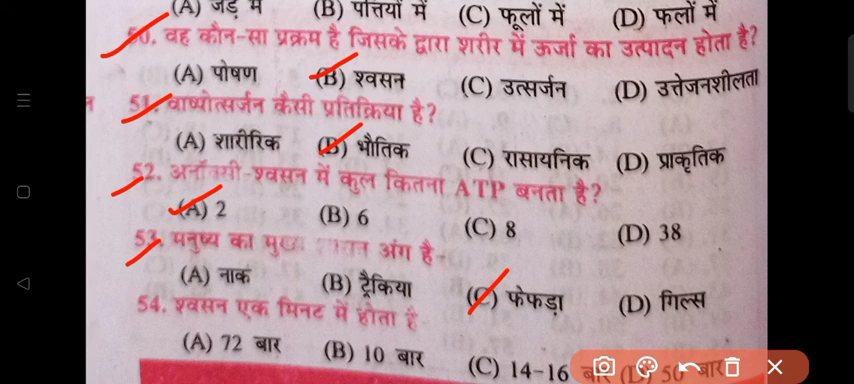 (A) जड़ में (B) पत्तियों में (C) फूलों में (D) फलों में
50. वह कौन-सा प्रक्रम है जिसके द्वारा शरीर में ऊर्जा का उत्पादन होता है?
(A) पोषण (B) श्वसन (C) उत्सर्जन (D) उत्तेजनशीलता
51. वाष्पोत्सर्जन कैसी प्रतिक्रिया है?
(A) शारीरिक (B) भौतिक (C) रासायनिक (D) प्राकृतिक
52. अनॉक्सी-श्वसन में कुल कितना ATP बनता है?
(A) 2 (B) 6 (C) 8 (D) 38
53. मनुष्य का मुख्य श्वसन अंग है-
(A) नाक (B) ट्रैकिया (C) फेफड़ा (D) गिल्स
54. श्वसन एक मिनट में होता है-
(A) 72 बार (B) 10 बार (C) 14-16 बार (D) 50 बार